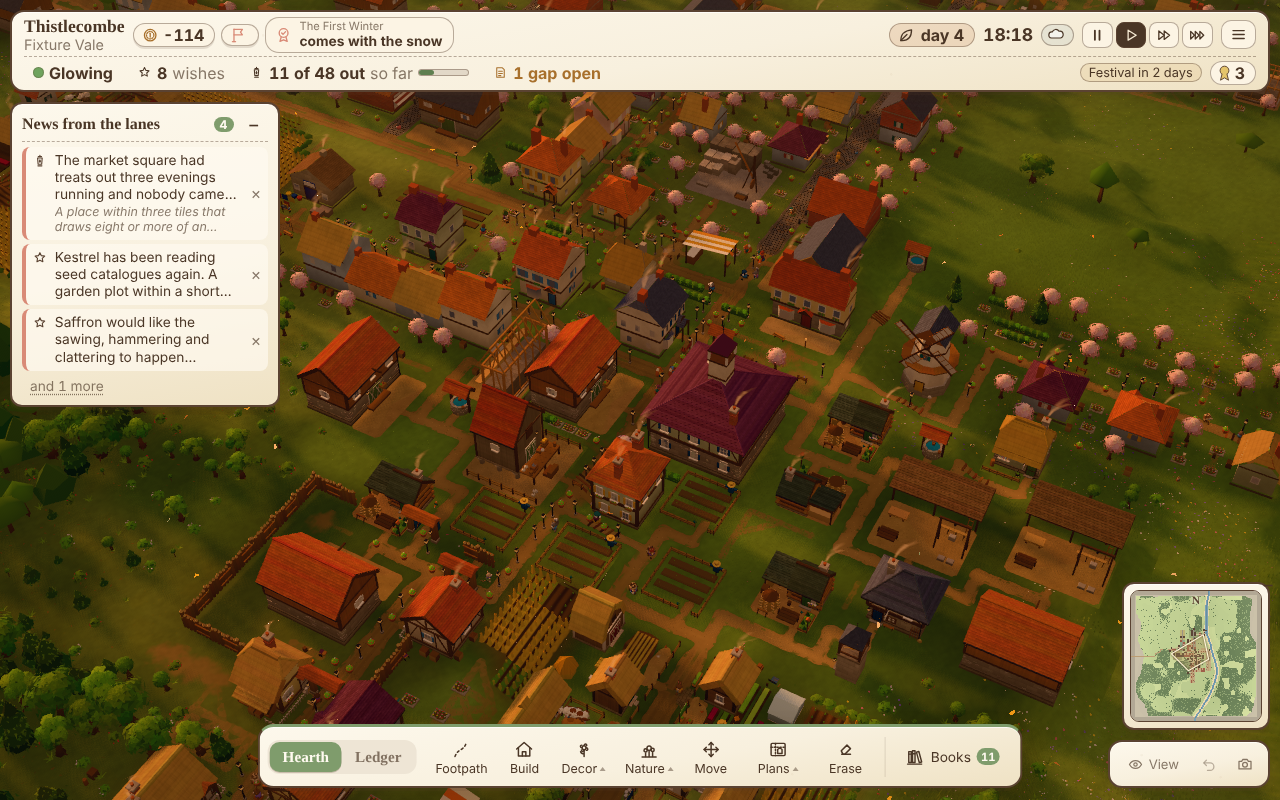 Thistlecombe
Fixture Vale
-114
The First Winter
comes with the snow
day 4
18:18
Glowing
8 wishes
11 of 48 out so far
1 gap open
Festival in 2 days
3
News from the lanes
4
The market square had
treats out three evenings
running and nobody came...
A place within three tiles that
draws eight or more of an...
Kestrel has been reading
seed catalogues again. A
garden plot within a short...
Saffron would like the
sawing, hammering and
clattering to happen...
and 1 more
N
Hearth
Ledger
Footpath
Build
Decor
Nature
Move
Plans
Erase
Books 11
View